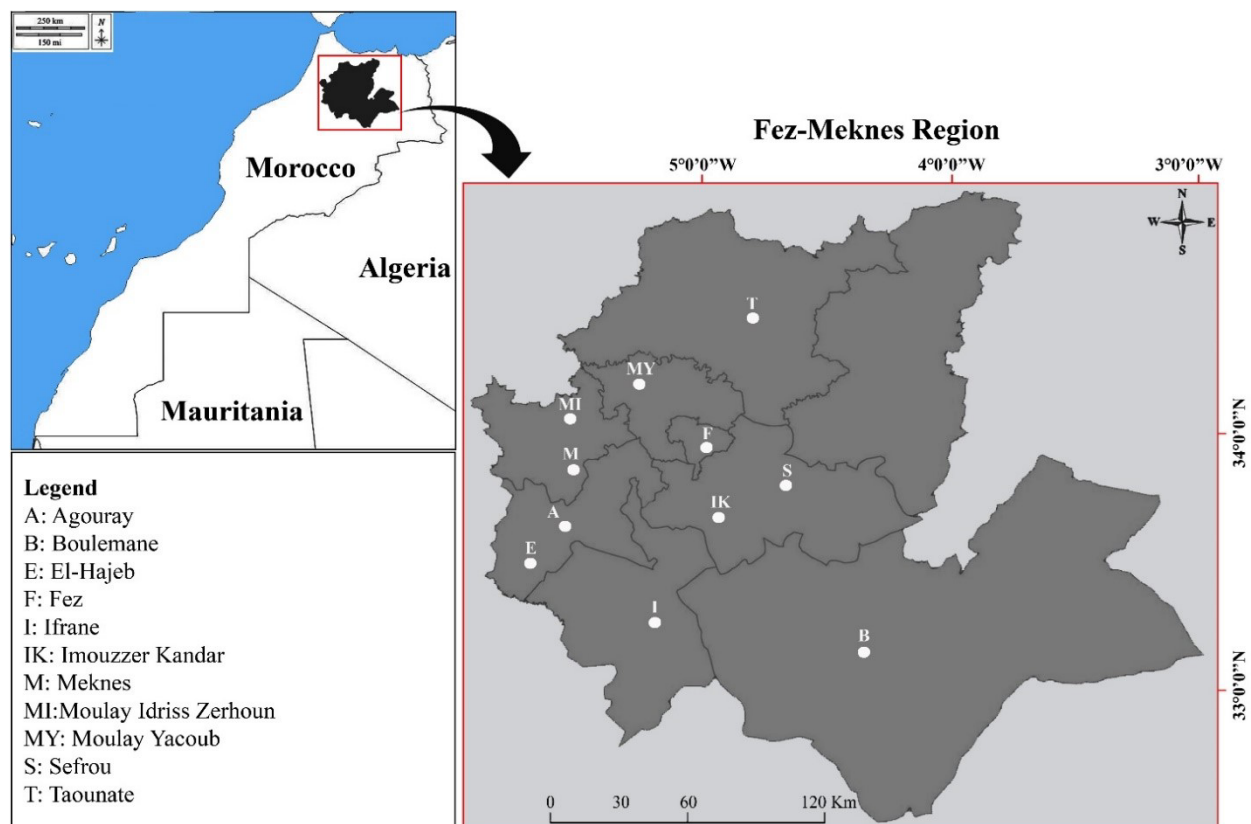 250 km
N
150 mi
Morocco
Algeria
Mauritania
Fez-Meknes Region
5°0’0”W
4°0’0”W
3°0’0”W
N
W
E
S
T
MY
MI
F
M
S
IK
A
E
I
B
34°0’0”N
33°0’0”N
0
30
60
120 Km
Legend
A: Agouray
B: Boulemane
E: El-Hajeb
F: Fez
I: Ifrane
IK: Imouzzer Kandar
M: Meknes
MI:Moulay Idriss Zerhoun
MY: Moulay Yacoub
S: Sefrou
T: Taounate